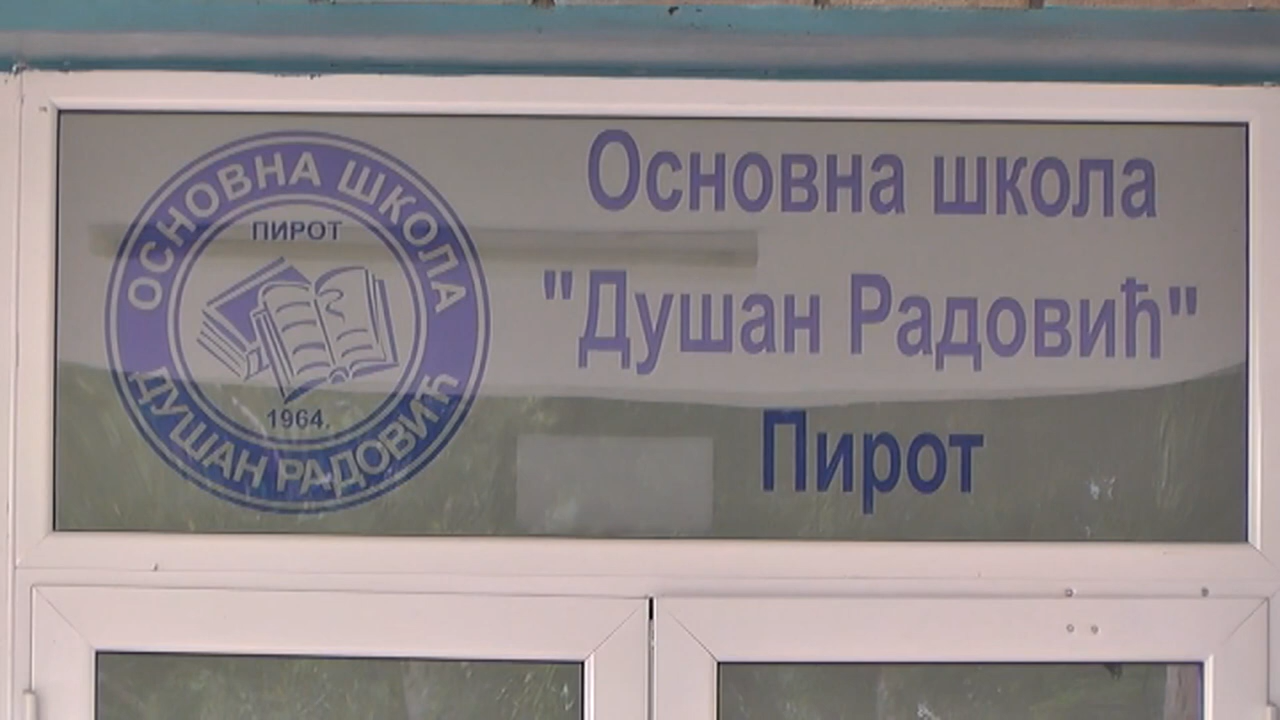 ОСНОВНА ШКОЛА
ПИРОТ
1964.
ДУШАН РАДОВИЋ
Основна школа
"Душан Радовић"
Пирот